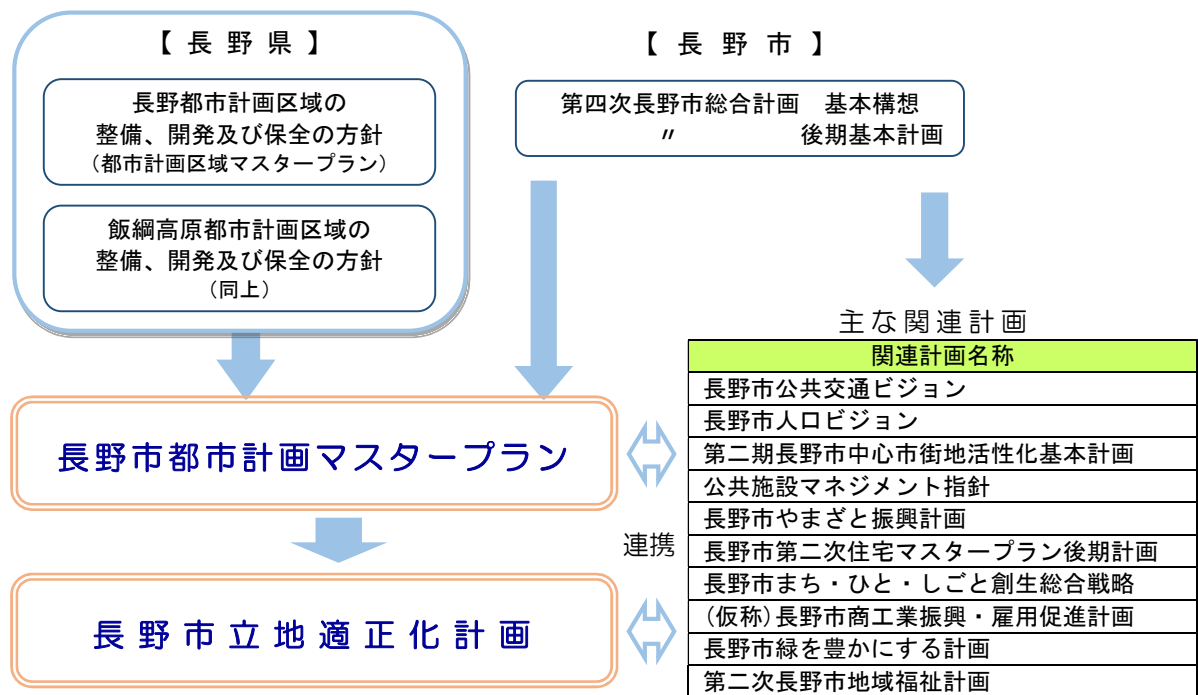 【 長 野 県 】
長野都市計画区域の
整備、開発及び保全の方針
（都市計画区域マスタープラン）
飯綱高原都市計画区域の
整備、開発及び保全の方針
（同上）
【 長 野 市 】
第四次長野市総合計画　基本構想
〃　後期基本計画
長野市都市計画マスタープラン
長野市立地適正化計画
連携
主な関連計画
関連計画名称
長野市公共交通ビジョン
長野市人口ビジョン
第二期長野市中心市街地活性化基本計画
公共施設マネジメント指針
長野市やまざと振興計画
長野市第二次住宅マスタープラン後期計画
長野市まち・ひと・しごと創生総合戦略
(仮称)長野市商工業振興・雇用促進計画
長野市緑を豊かにする計画
第二次長野市地域福祉計画